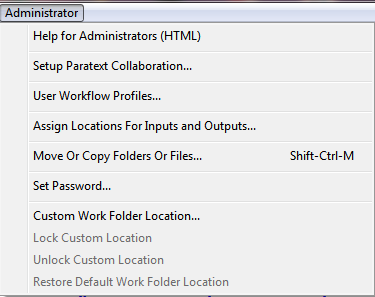 Administrator
Help for Administrators (HTML)
Setup Paratext Collaboration...
User Workflow Profiles...
Assign Locations For Inputs and Outputs...
Move Or Copy Folders Or Files... Shift-Ctrl-M
Set Password...
Custom Work Folder Location...
Lock Custom Location
Unlock Custom Location
Restore Default Work Folder Location